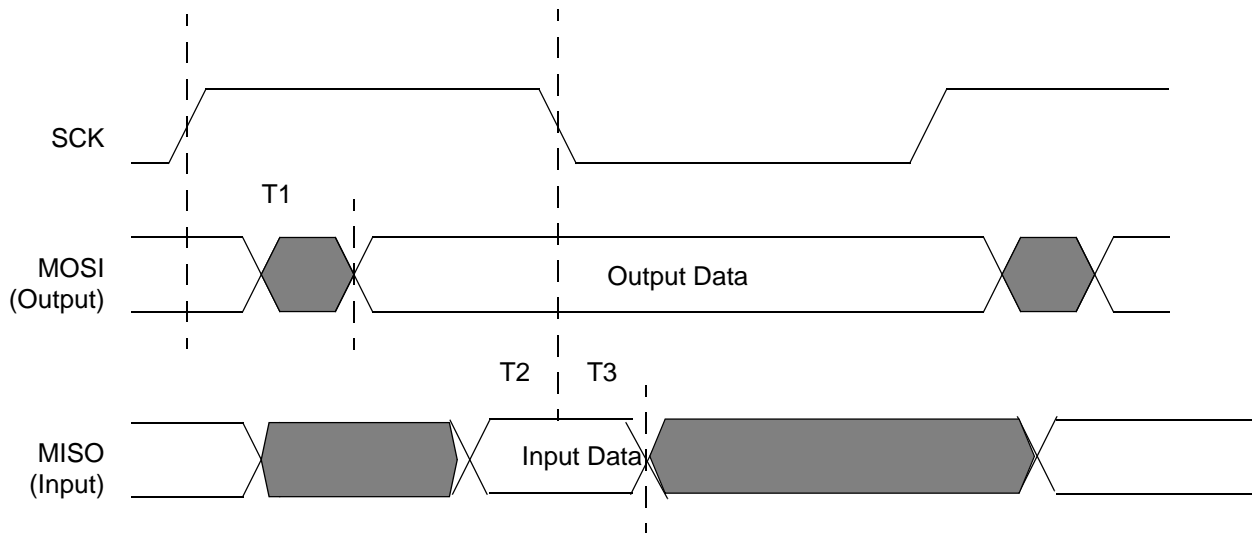 SCK
T1
MOSI
(Output)
Output Data
T2
T3
MISO
(Input)
Input Data